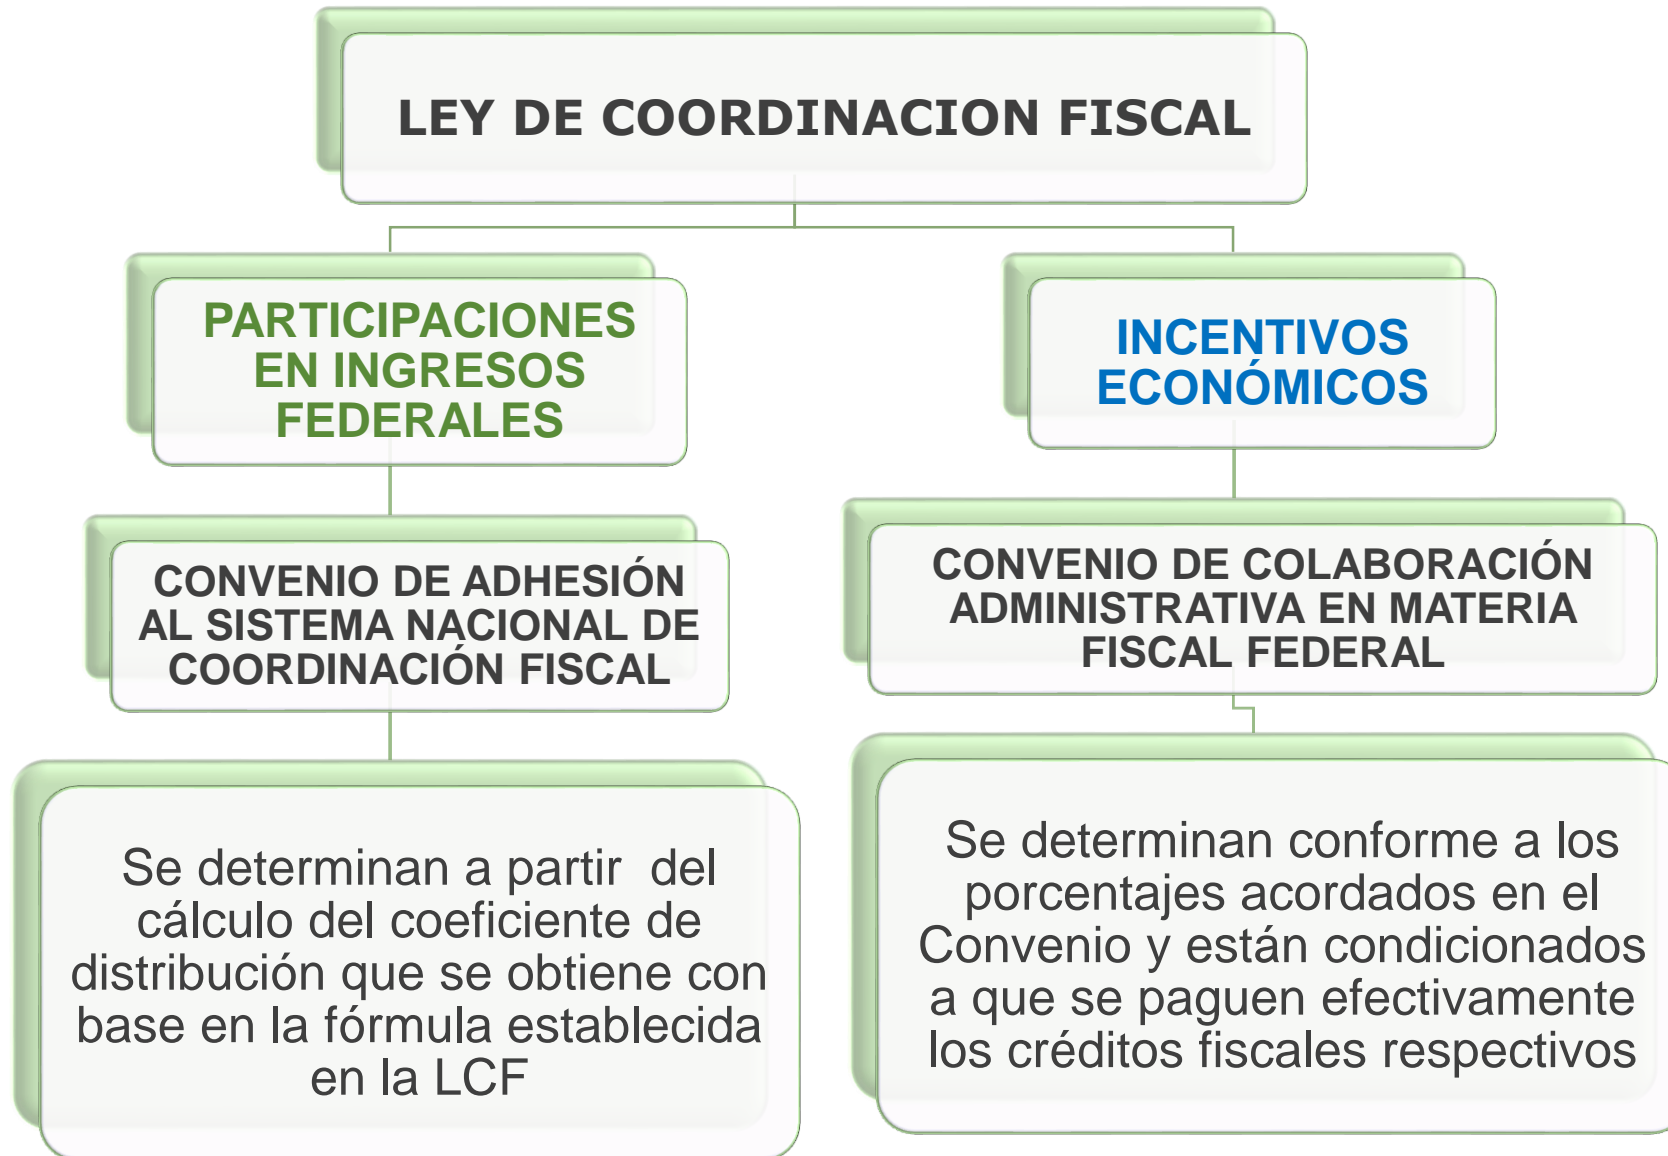 LEY DE COORDINACION FISCAL
PARTICIPACIONES
EN INGRESOS
FEDERALES
CONVENIO DE ADHESIÓN
AL SISTEMA NACIONAL DE
COORDINACIÓN FISCAL
Se determinan a partir  del
cálculo del coeficiente de
distribución que se obtiene con
base en la fórmula establecida
en la LCF
INCENTIVOS
ECONÓMICOS
CONVENIO DE COLABORACIÓN
ADMINISTRATIVA EN MATERIA
FISCAL FEDERAL
Se determinan conforme a los
porcentajes acordados en el
Convenio y están condicionados
a que se paguen efectivamente
los créditos fiscales respectivos